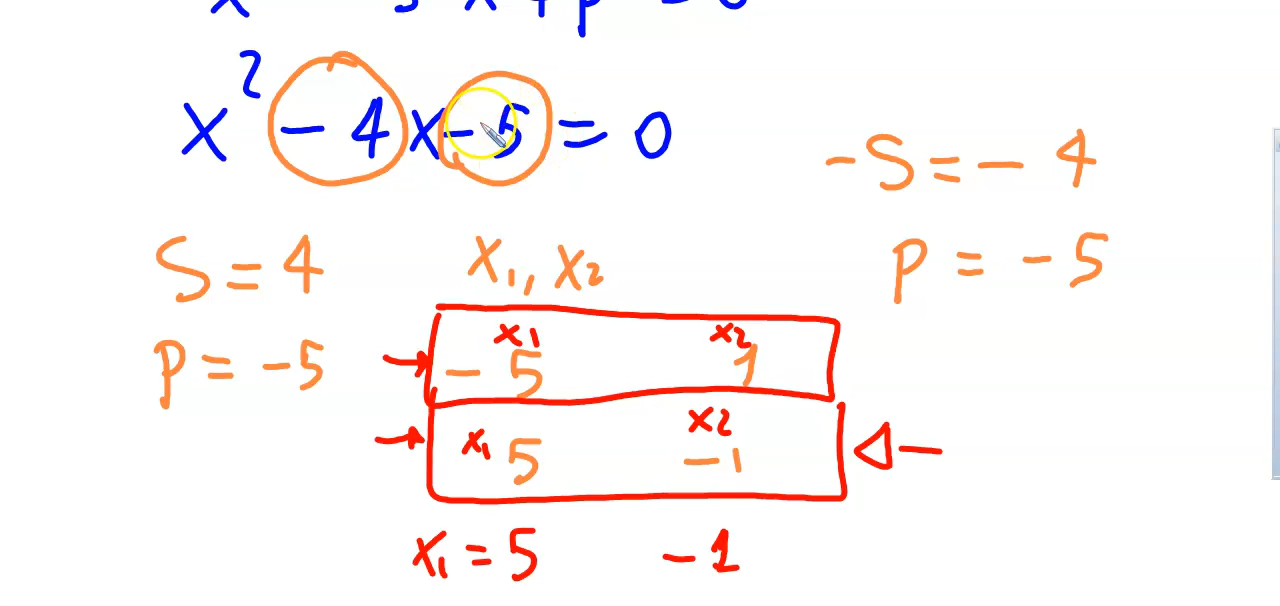 x² - 4x - 5 = 0
-S = - 4
S = 4
x₁, x₂
P = - 5
P = - 5
x₁ x₂
- 5 1
x₁ x₂
5 - 1
x₁ = 5 - 1